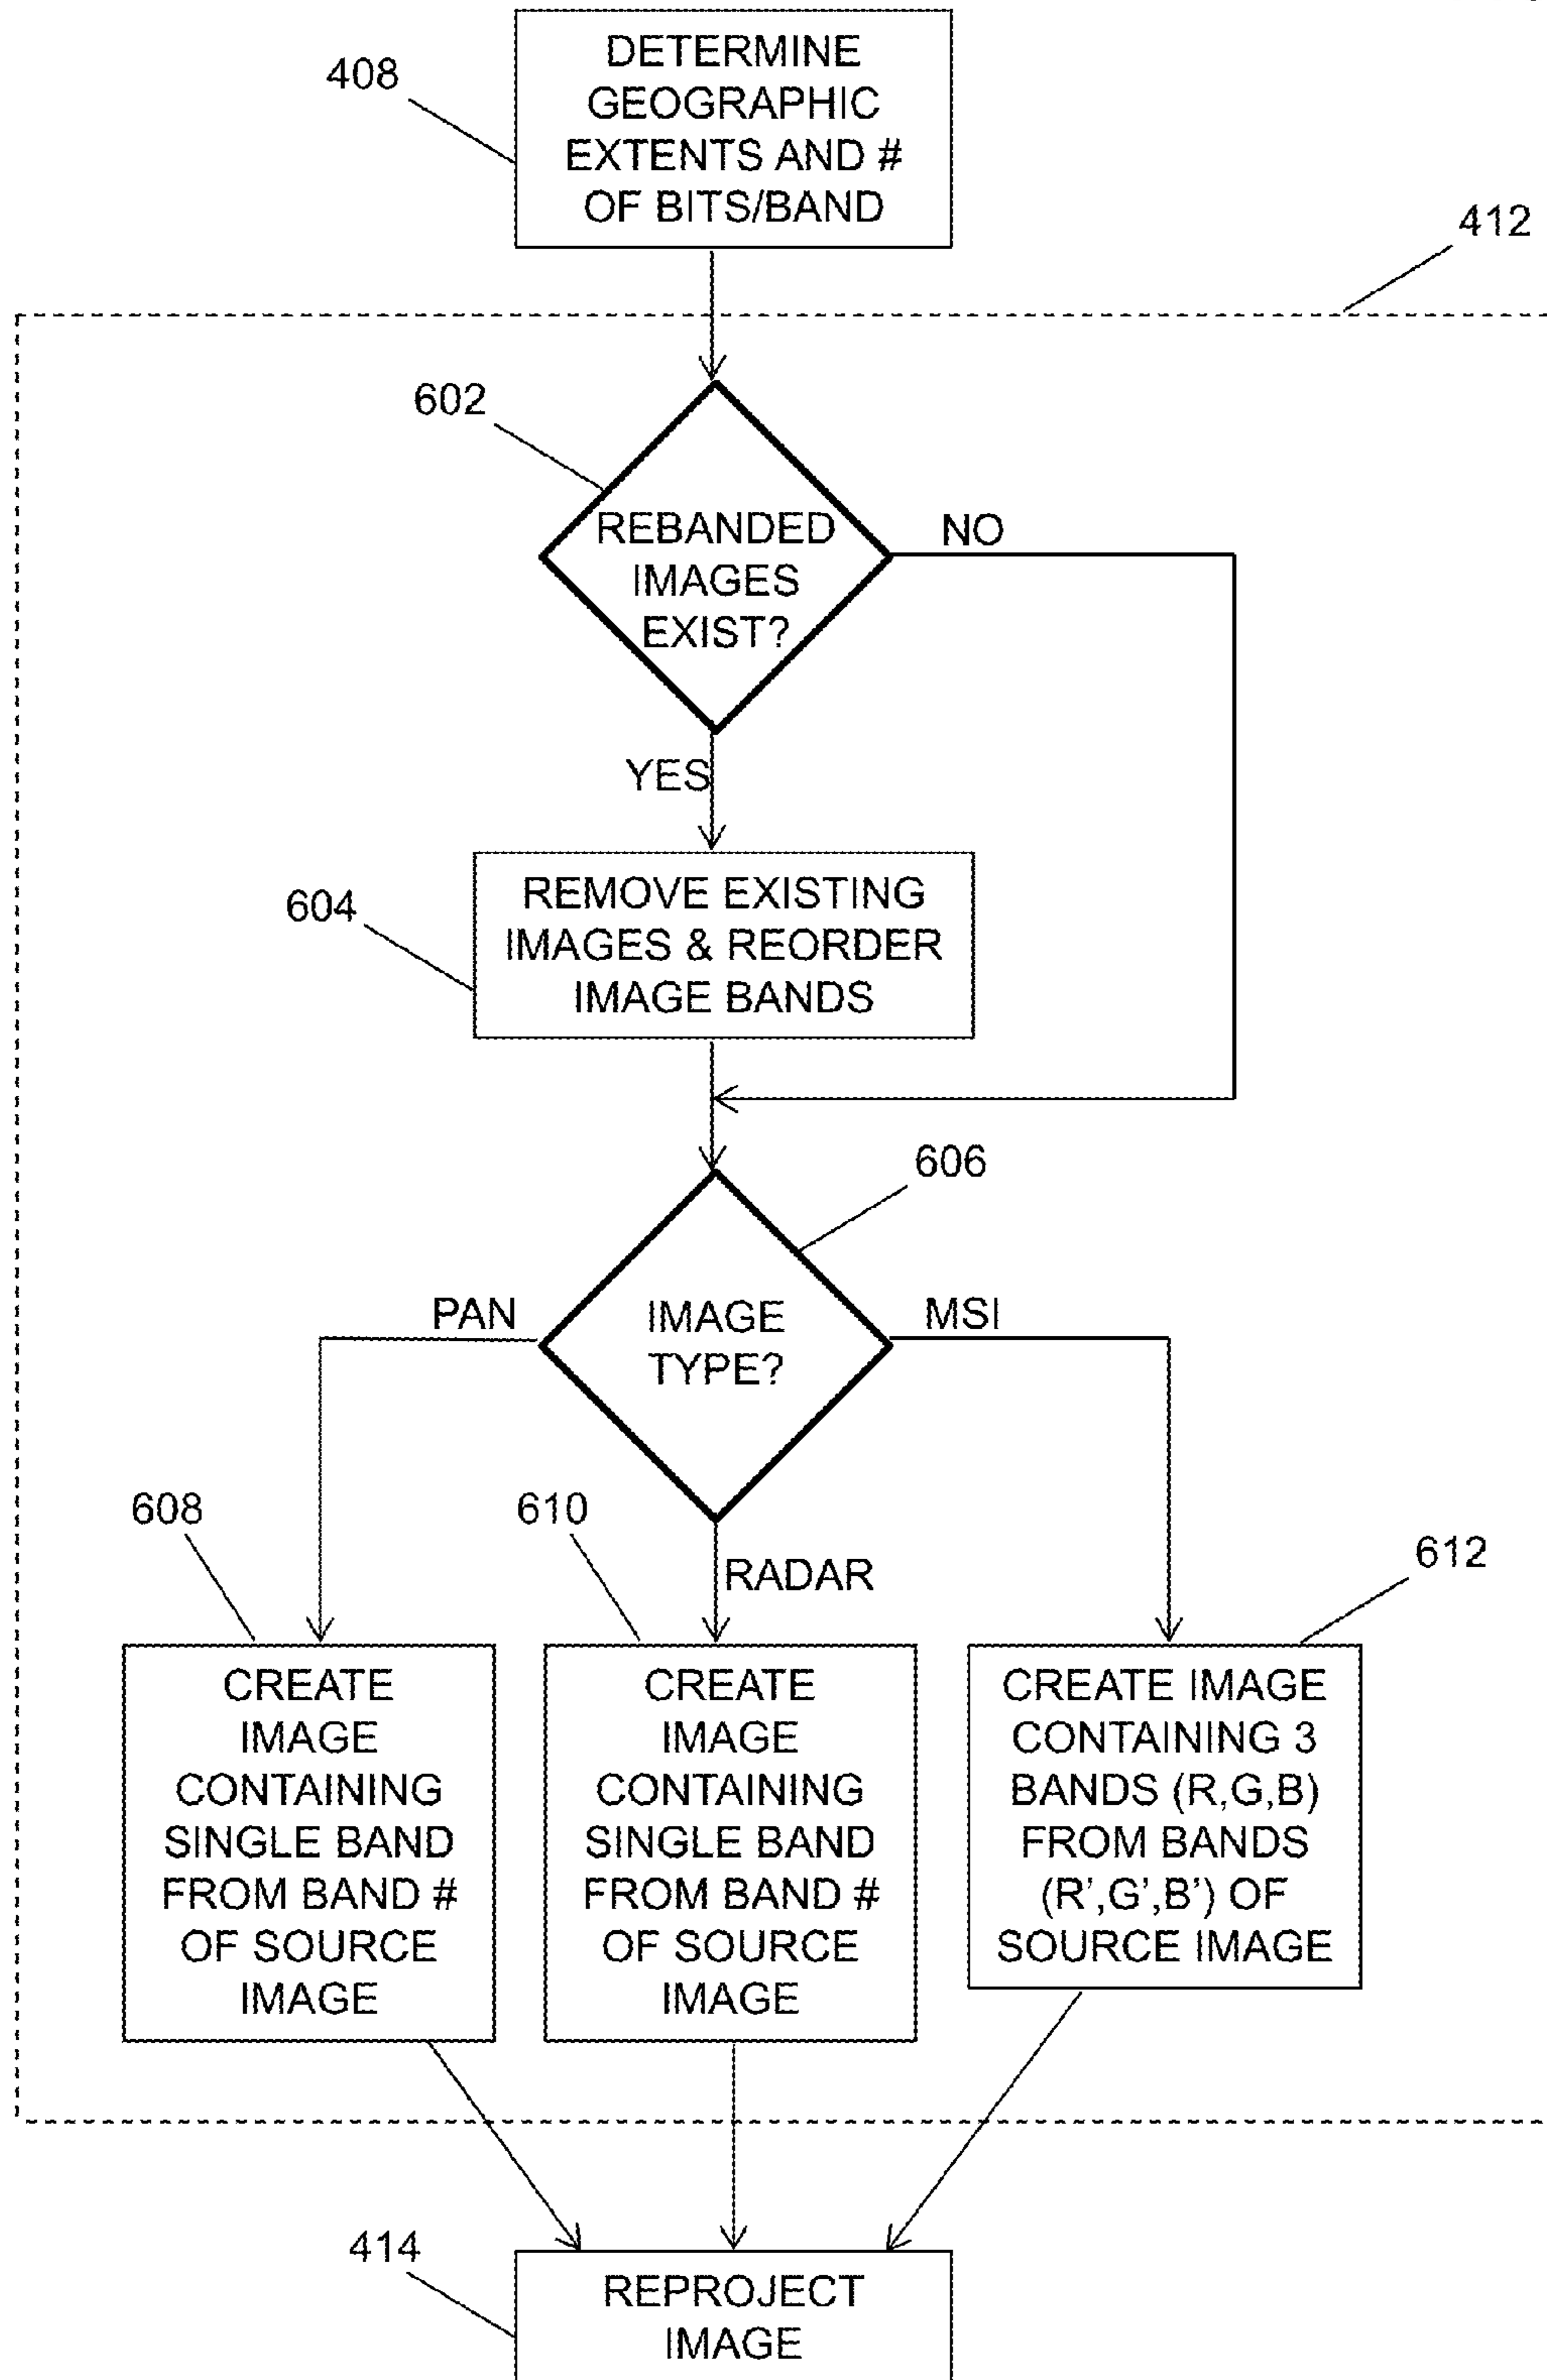 DETERMINE
GEOGRAPHIC
EXTENTS AND #
OF BITS/BAND
408
412
602
REBANDED
IMAGES
EXIST?
NO
YES
604
REMOVE EXISTING
IMAGES & REORDER
IMAGE BANDS
606
PAN
IMAGE
TYPE?
MSI
RADAR
608
CREATE
IMAGE
CONTAINING
SINGLE BAND
FROM BAND #
OF SOURCE
IMAGE
610
CREATE
IMAGE
CONTAINING
SINGLE BAND
FROM BAND #
OF SOURCE
IMAGE
612
CREATE IMAGE
CONTAINING 3
BANDS (R,G,B)
FROM BANDS
(R’,G’,B’) OF
SOURCE IMAGE
414
REPROJECT
IMAGE